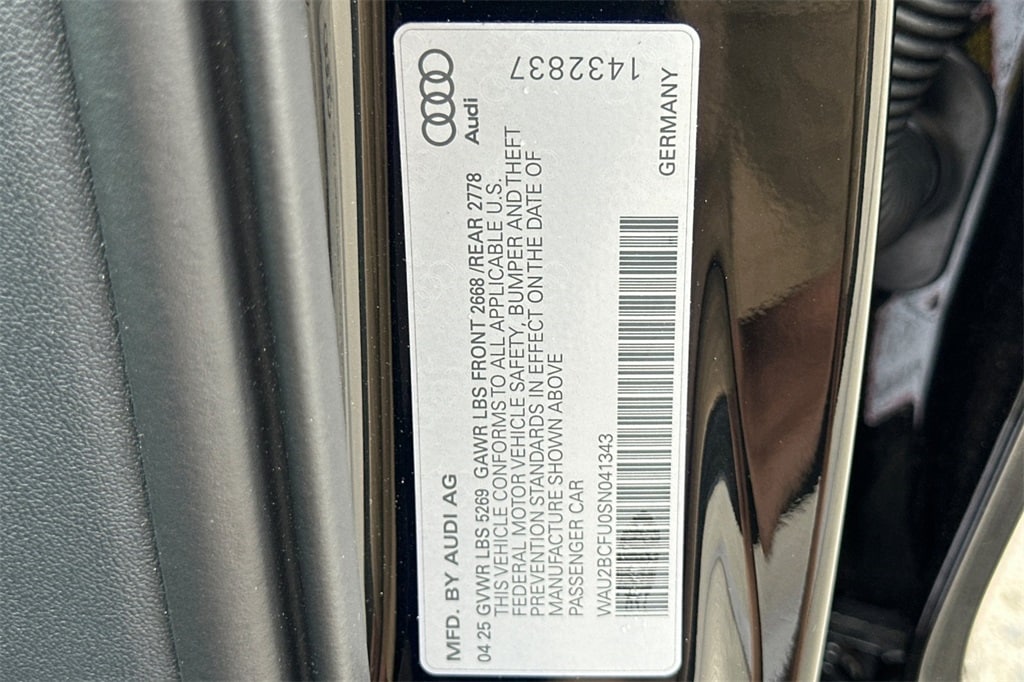 MFD. BY AUDI AG
Audi
04 25 GVWR LBS 5269 GAWR LBS FRONT 2668 /REAR 2778
THIS VEHICLE CONFORMS TO ALL APPLICABLE U.S.
FEDERAL MOTOR VEHICLE SAFETY, BUMPER AND THEFT
PREVENTION STANDARDS IN EFFECT ON THE DATE OF
MANUFACTURE SHOWN ABOVE
PASSENGER CAR
WAU2BCFU0SN041343
GERMANY
1432837